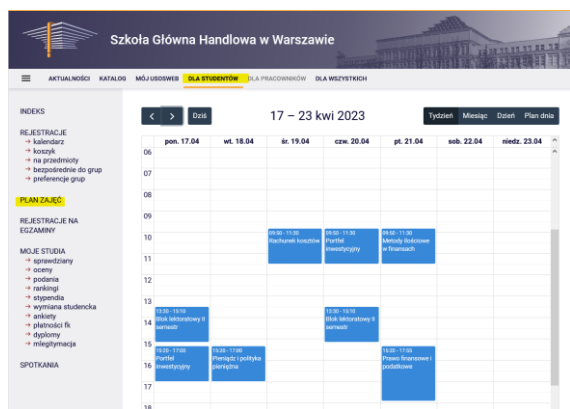 Szkoła Główna Handlowa w Warszawie
AKTUALNOŚCI KATALOG MÓJ USOSWEB DLA STUDENTÓW DLA PRACOWNIKÓW DLA WSZYSTKICH
INDEKS
REJESTRACJE
→ kalendarz
→ koszyk
→ na przedmioty
→ bezpośrednie do grup
→ preferencje grup
PLAN ZAJĘĆ
REJESTRACJE NA
EGZAMINY
MOJE STUDIA
→ sprawdziany
→ oceny
→ podania
→ rankingi
→ stypendia
→ wymiana studencka
→ ankiety
→ płatności fk
→ dyplomy
→ mlegitymacja
SPOTKANIA
Dziś
17 – 23 kwi 2023
Tydzień Miesiąc Dzień Plan dnia
pon. 17.04 wt. 18.04 śr. 19.04 czw. 20.04 pt. 21.04 sob. 22.04 niedz. 23.04
06
07
08
09
10
11
12
13
14
15
16
17
18
13:30 - 15:10
Blok lektoratowy II
semestr
15:20 - 17:00
Portfel
inwestycyjny
15:20 - 17:00
Pieniądz i polityka
pieniężna
09:50 - 11:30
Rachunek kosztów
09:50 - 11:30
Portfel
inwestycyjny
13:30 - 15:10
Blok lektoratowy II
semestr
09:50 - 11:30
Metody ilościowe
w finansach
15:20 - 17:55
Prawo finansowe i
podatkowe